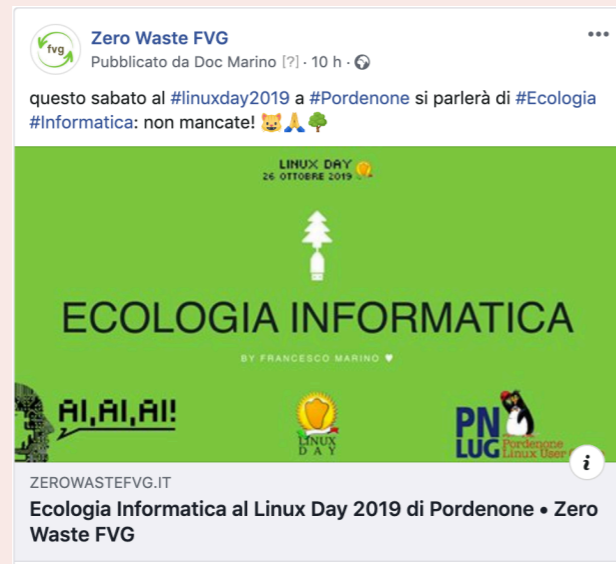 fvg
Zero Waste FVG
Pubblicato da Doc Marino [?] · 10 h ·
questo sabato al #linuxday2019 a #Pordenone si parlerà di #Ecologia
#Informatica: non mancate! 😺🙏🌳
LINUX DAY
26 OTTOBRE 2019
ECOLOGIA INFORMATICA
BY FRANCESCO MARINO ♥
AI,AI,AI!
LINUX
DAY
PN
LUG
Pordenone
Linux User
i
ZEROWASTEFVG.IT
Ecologia Informatica al Linux Day 2019 di Pordenone • Zero
Waste FVG